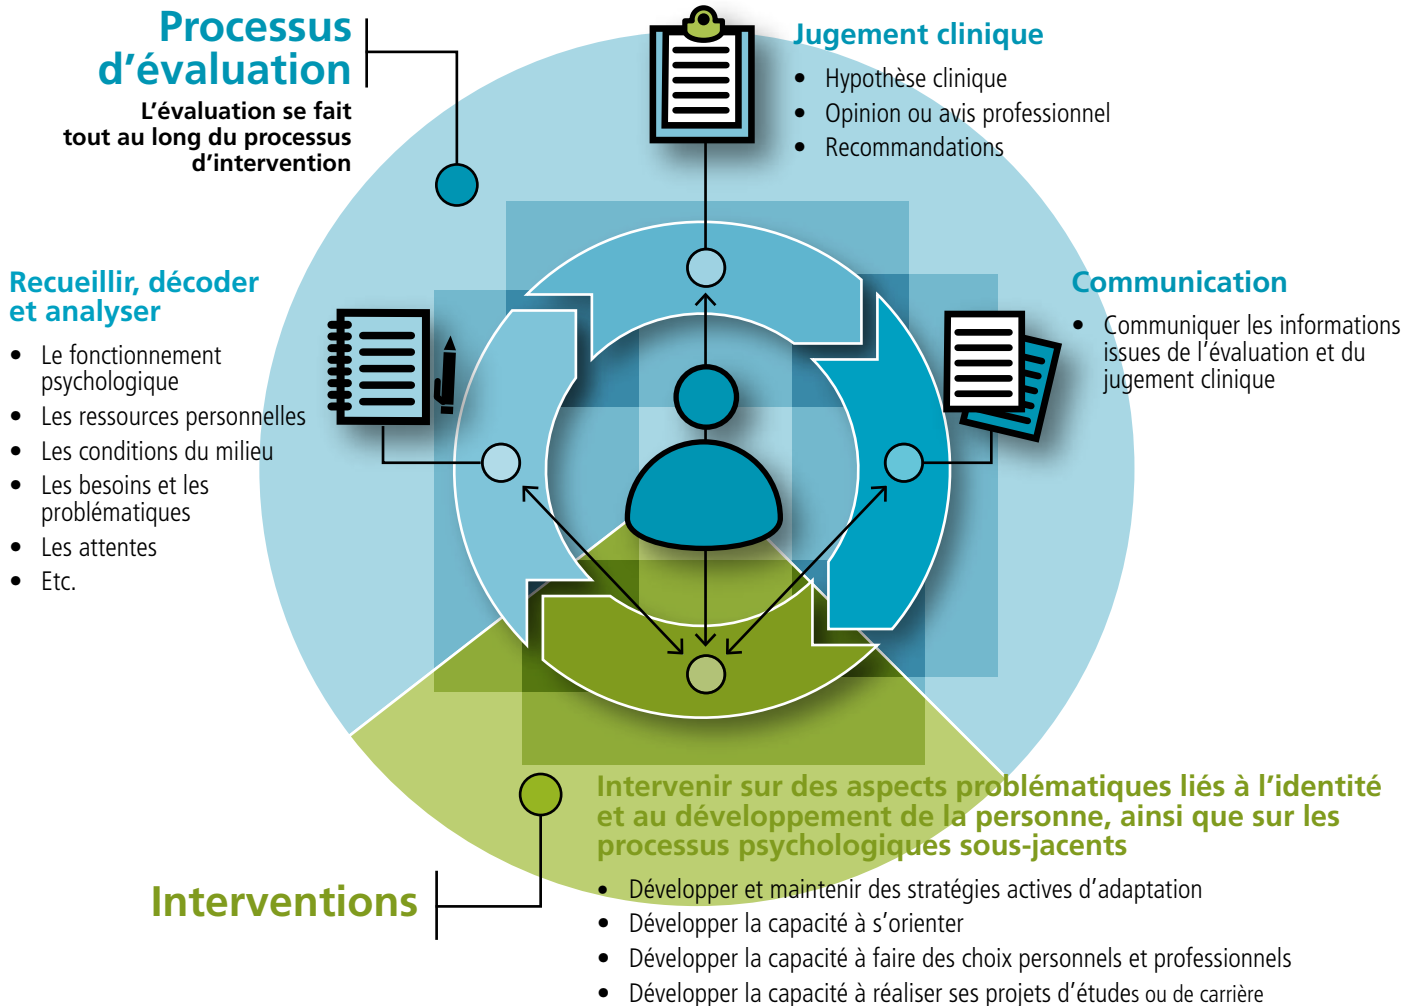 Processus
d’évaluation
L’évaluation se fait
tout au long du processus
d’intervention
Jugement clinique
• Hypothèse clinique
• Opinion ou avis professionnel
• Recommandations
Recueillir, décoder
et analyser
• Le fonctionnement
psychologique
• Les ressources personnelles
• Les conditions du milieu
• Les besoins et les
problématiques
• Les attentes
• Etc.
Communication
• Communiquer les informations
issues de l’évaluation et du
jugement clinique
Interventions
Intervenir sur des aspects problématiques liés à l’identité
et au développement de la personne, ainsi que sur les
processus psychologiques sous-jacents
• Développer et maintenir des stratégies actives d’adaptation
• Développer la capacité à s’orienter
• Développer la capacité à faire des choix personnels et professionnels
• Développer la capacité à réaliser ses projets d’études ou de carrière